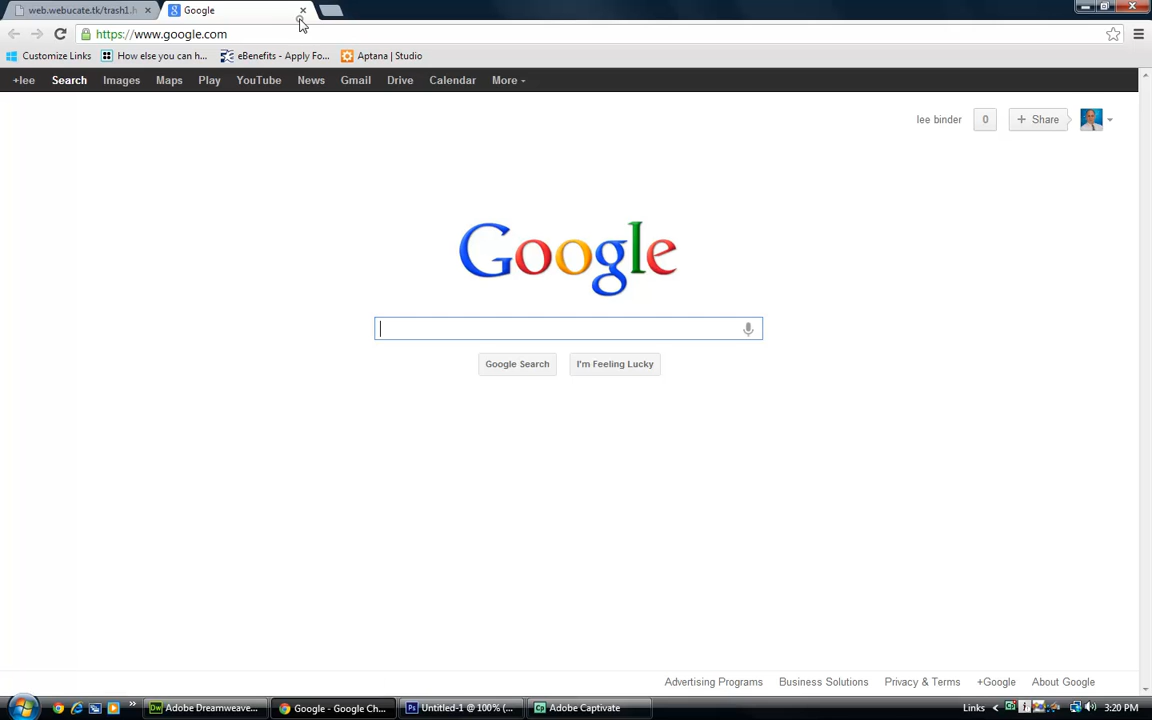 web.webucate.tk/trash1.h
Google
https://www.google.com
Customize Links
How else you can h...
eBenefits - Apply Fo...
Aptana | Studio
+lee Search Images Maps Play YouTube News Gmail Drive Calendar More
lee binder 0 + Share
Google
Google Search
I'm Feeling Lucky
Advertising Programs Business Solutions Privacy & Terms +Google About Google
Adobe Dreamweave...
Google - Google Ch...
Untitled-1 @ 100% (...
Adobe Captivate
Links
3:20 PM